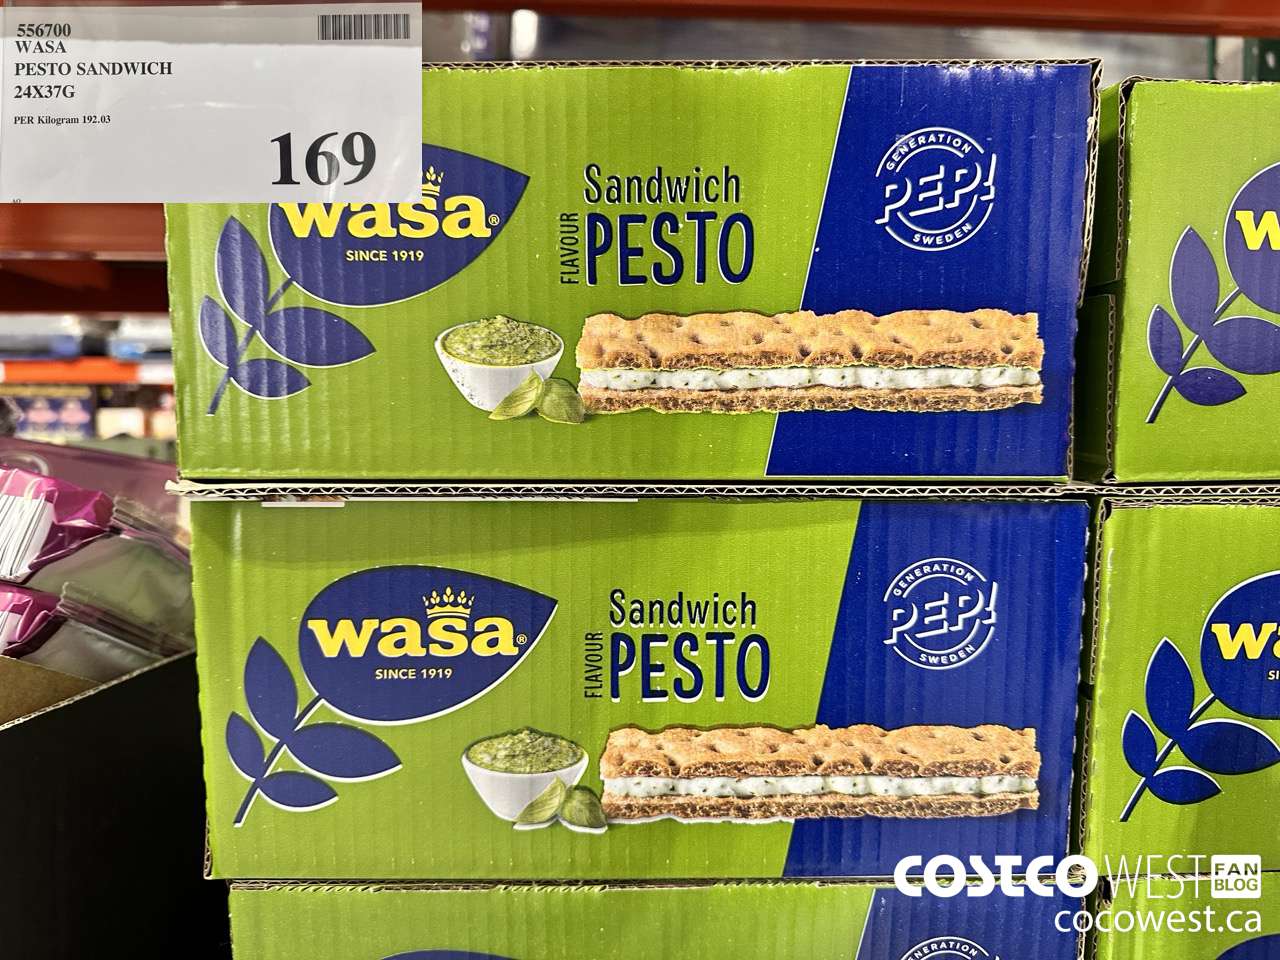 556700
WASA
PESTO SANDWICH
24X37G
PER Kilogram 192.03
169
wasa®
SINCE 1919
FLAVOUR
Sandwich
PESTO
GENERATION
PEP!
SWEDEN
wasa®
SINCE 1919
FLAVOUR
Sandwich
PESTO
GENERATION
PEP!
SWEDEN
COSTCO WEST FAN BLOG
cocowest.ca